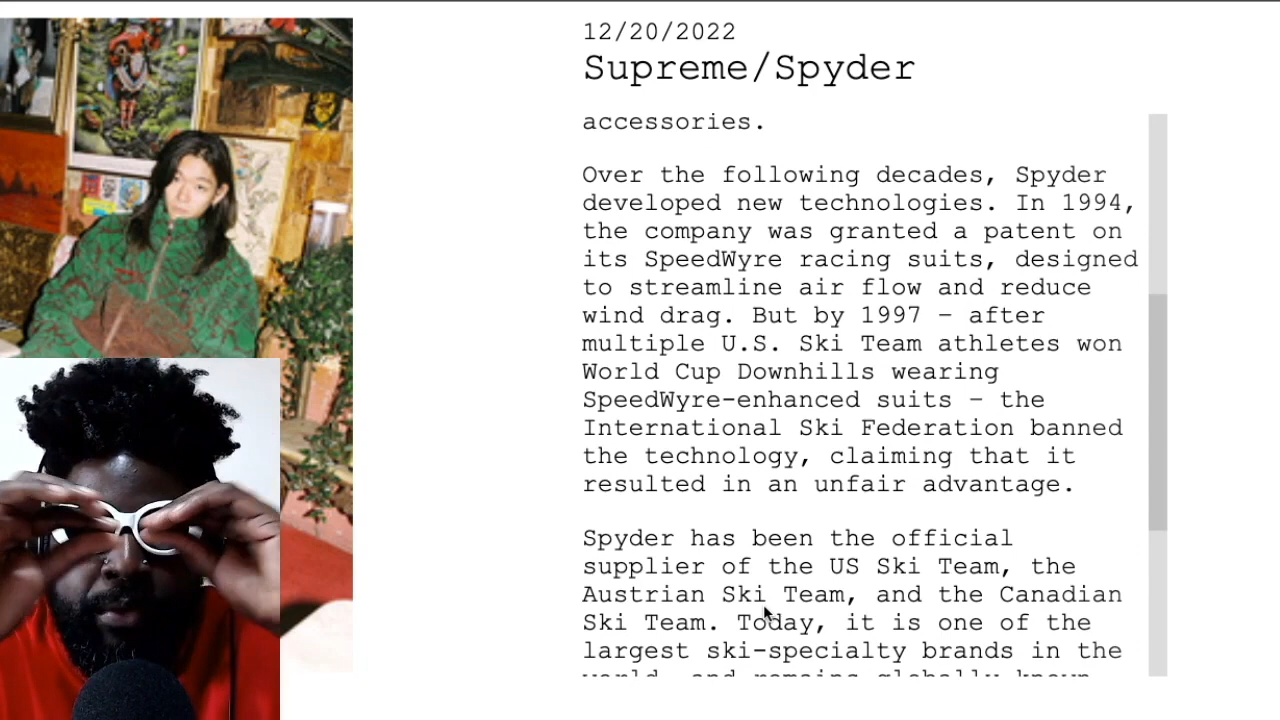 12/20/2022
Supreme/Spyder
accessories.
Over the following decades, Spyder
developed new technologies. In 1994,
the company was granted a patent on
its SpeedWyre racing suits, designed
to streamline air flow and reduce
wind drag. But by 1997 – after
multiple U.S. Ski Team athletes won
World Cup Downhills wearing
SpeedWyre-enhanced suits – the
International Ski Federation banned
the technology, claiming that it
resulted in an unfair advantage.
Spyder has been the official
supplier of the US Ski Team, the
Austrian Ski Team, and the Canadian
Ski Team. Today, it is one of the
largest ski-specialty brands in the
world, and remains globally known